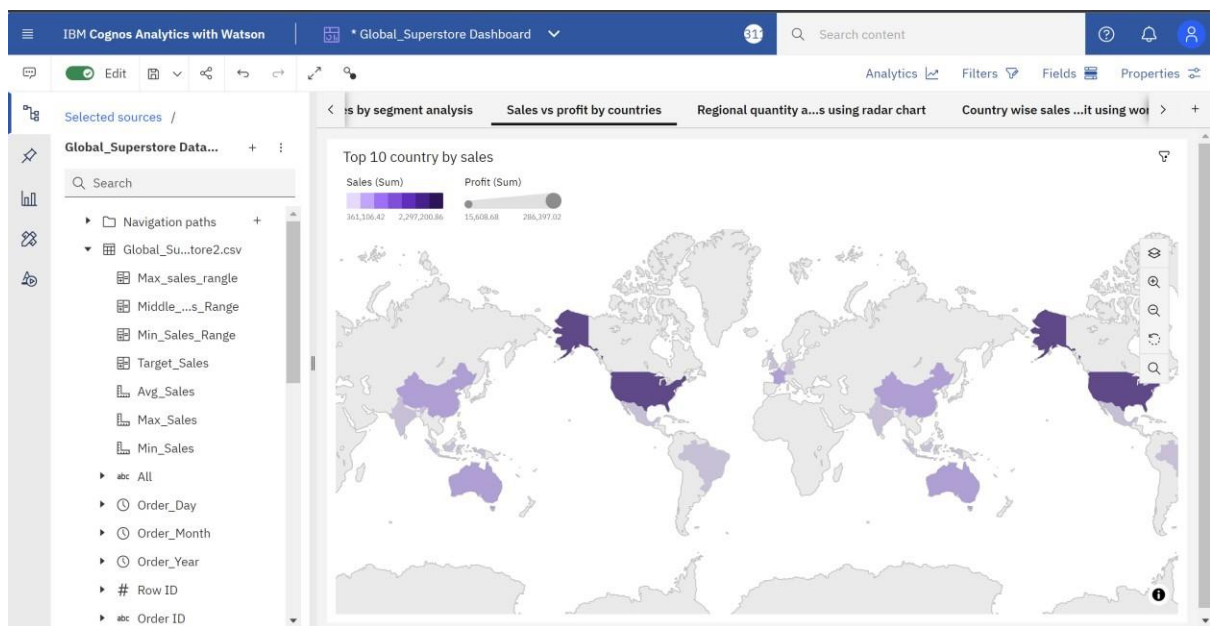 IBM Cognos Analytics with Watson
* Global_Superstore Dashboard
Search content
Edit
Analytics
Filters
Fields
Properties
Selected sources /
Global_Superstore Data...
Search
Navigation paths
Global_Su...tore2.csv
Max_sales_rangle
Middle_...s_Range
Min_Sales_Range
Target_Sales
Avg_Sales
Max_Sales
Min_Sales
abc All
Order_Day
Order_Month
Order_Year
# Row ID
abc Order ID
s by segment analysis
Sales vs profit by countries
Regional quantity a...s using radar chart
Country wise sales ...it using wor
Top 10 country by sales
Sales (Sum)
Profit (Sum)
361,106.42 2,297,200.86
15,608.68 286,397.02